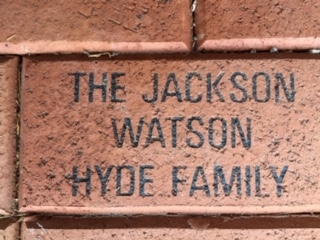 THE JACKSON
WATSON
HYDE FAMILY